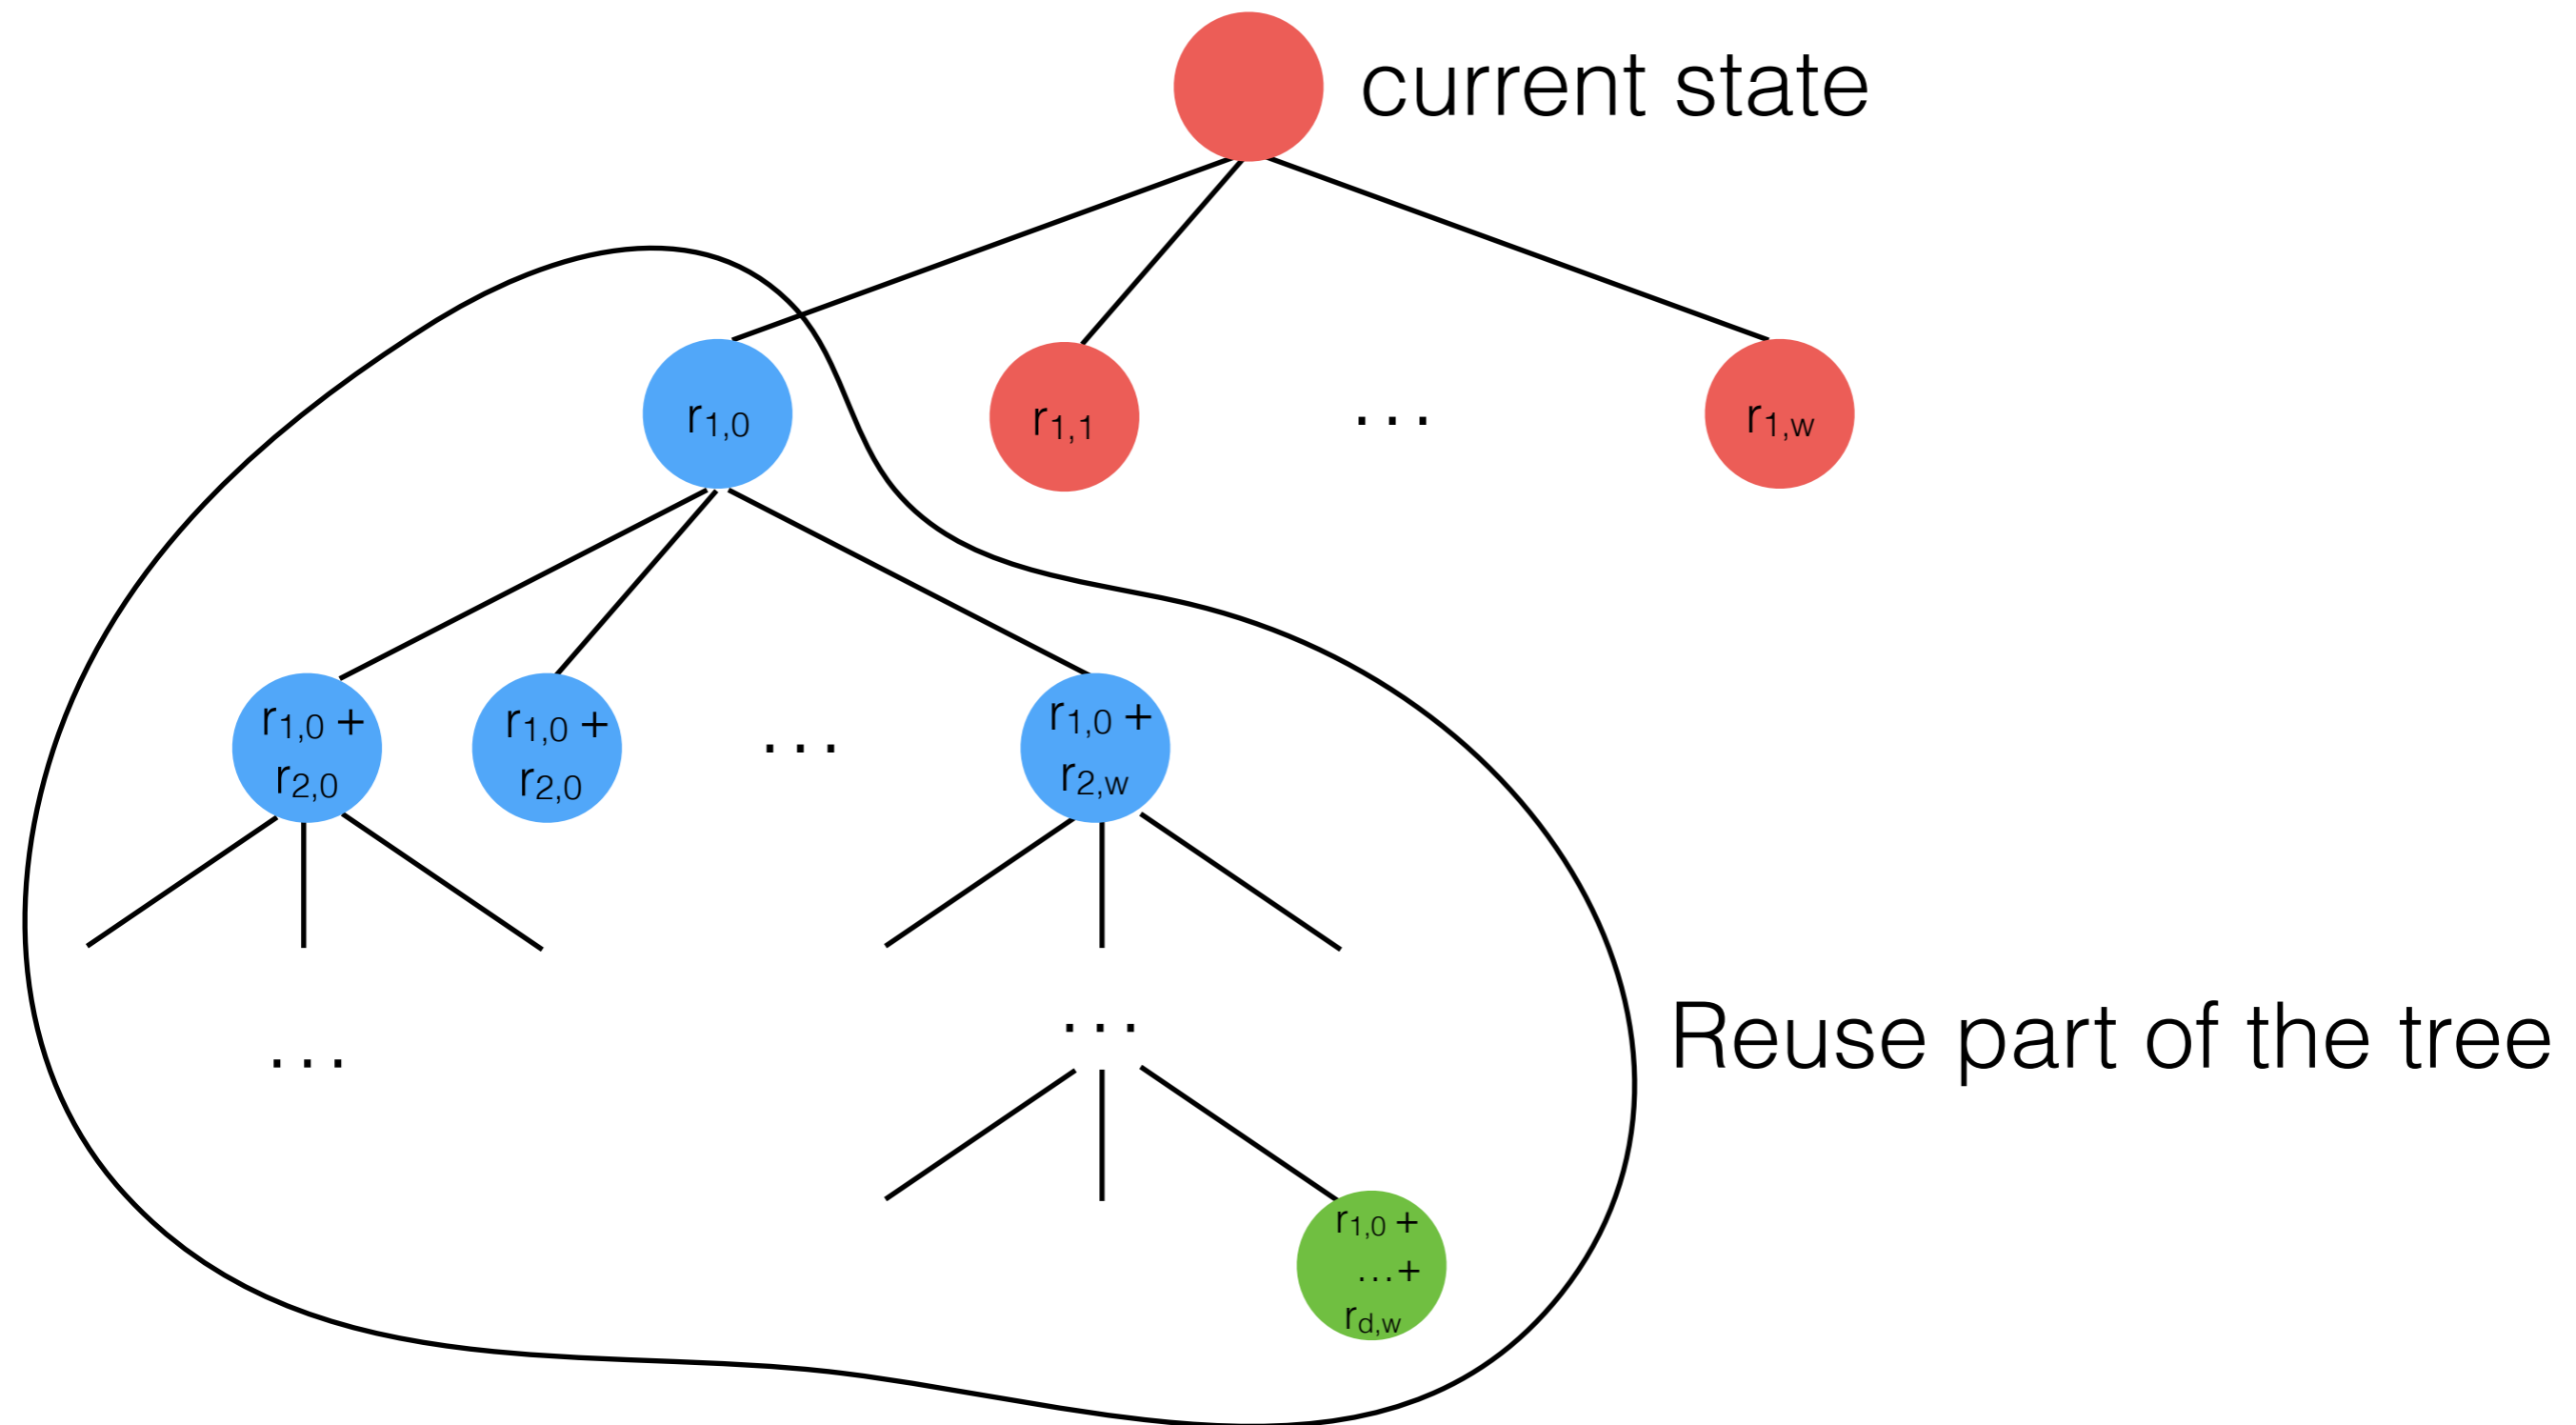 current state
r1,0
r1,1
...
r1,w
r1,0 +
r2,0
r1,0 +
r2,0
...
r1,0 +
r2,w
...
...
Reuse part of the tree
r1,0 +
...+
rd,w